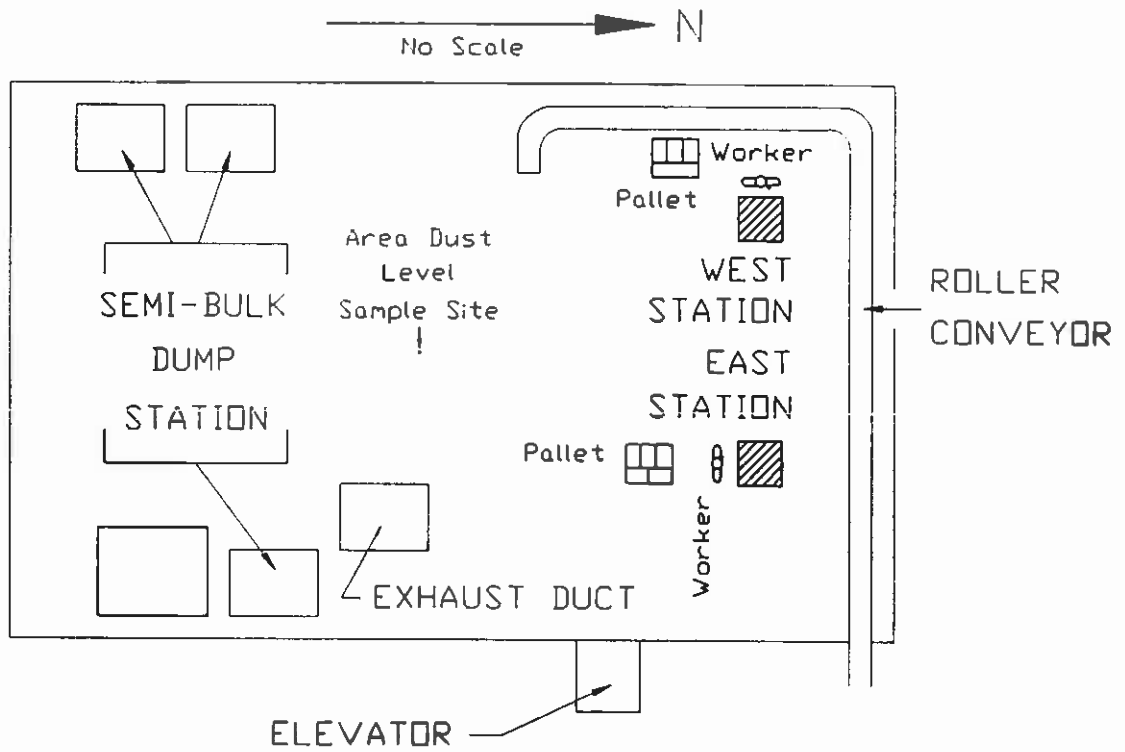 N
No Scale
Worker
Pallet
Area Dust
Level
Sample Site
!
WEST
STATION
EAST
STATION
ROLLER
CONVEYOR
SEMI-BULK
DUMP
STATION
Pallet
Worker
EXHAUST DUCT
ELEVATOR